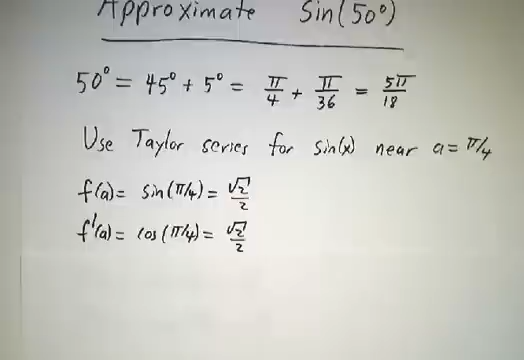 Approximate Sin(50°)
50° = 45° + 5° = π/4 + π/36 = 5π/18
Use Taylor series for sin(x) near a = π/4
f(a) = sin(π/4) = √2/2
f'(a) = cos(π/4) = √2/2